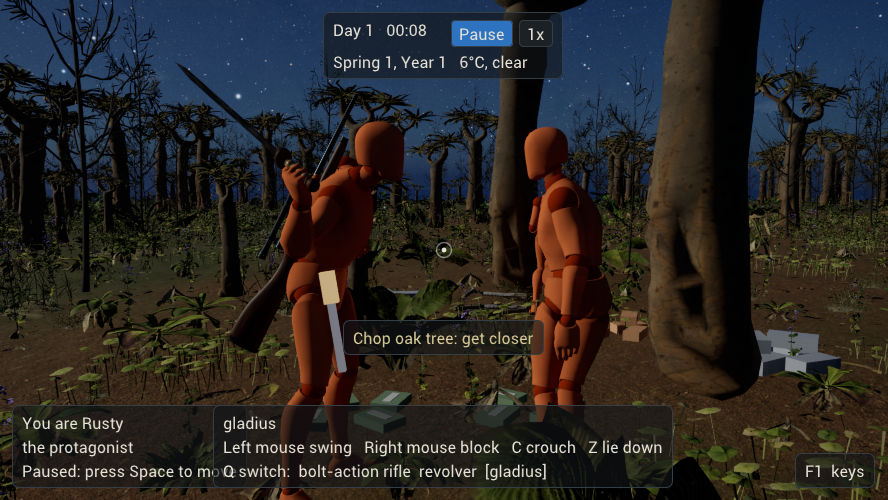 Day 1 00:08 Pause 1x
Spring 1, Year 1 6°C, clear
Chop oak tree: get closer
You are Rusty
the protagonist
Paused: press Space to move
gladius
Left mouse swing Right mouse block C crouch Z lie down
Q switch: bolt-action rifle revolver [gladius]
F1 keys